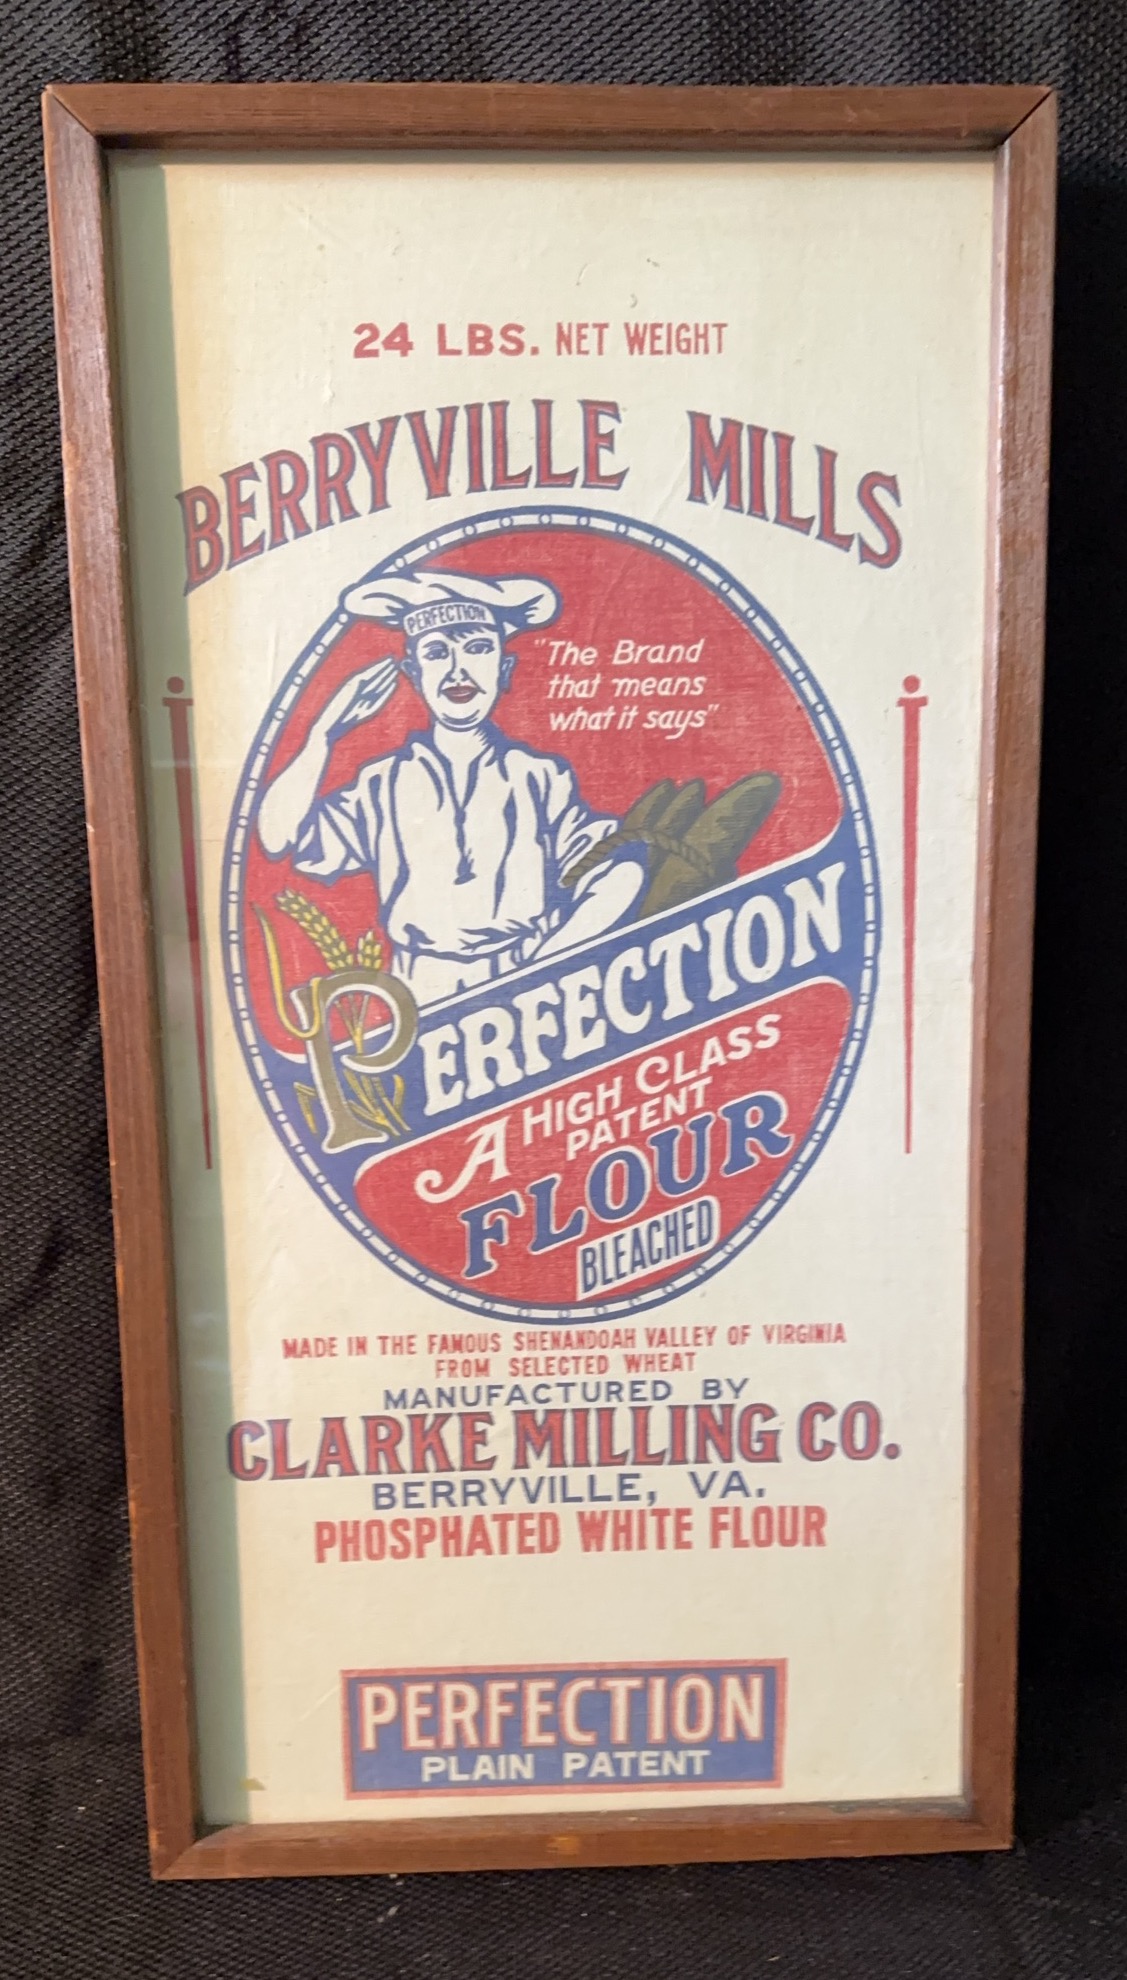 24 LBS. NET WEIGHT
BERRYVILLE MILLS
PERFECTION
"The Brand
that means
what it says"
PERFECTION
A HIGH CLASS
PATENT
FLOUR
BLEACHED
MADE IN THE FAMOUS SHENANDOAH VALLEY OF VIRGINIA
FROM SELECTED WHEAT
MANUFACTURED BY
CLARKE MILLING CO.
BERRYVILLE, VA.
PHOSPHATED WHITE FLOUR
PERFECTION
PLAIN PATENT